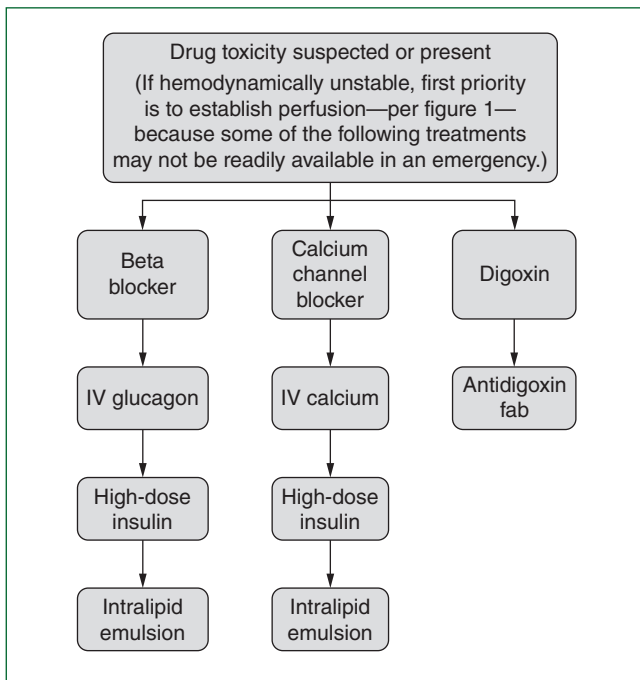 Drug toxicity suspected or present
(If hemodynamically unstable, first priority
is to establish perfusion—per figure 1—
because some of the following treatments
may not be readily available in an emergency.)
Beta
blocker
Calcium
channel
blocker
Digoxin
IV glucagon
IV calcium
Antidigoxin
fab
High-dose
insulin
High-dose
insulin
Intralipid
emulsion
Intralipid
emulsion